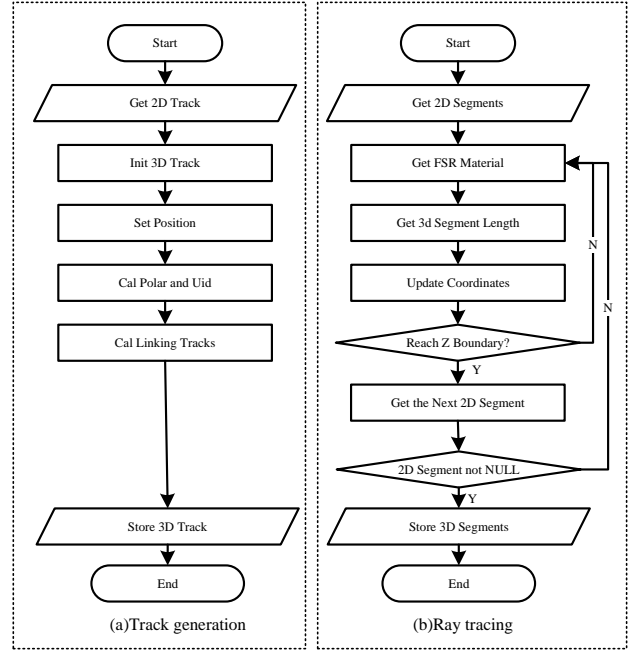 Start
Get 2D Track
Init 3D Track
Set Position
Cal Polar and Uid
Cal Linking Tracks
Store 3D Track
End
(a)Track generation
Start
Get 2D Segments
Get FSR Material
Get 3d Segment Length
Update Coordinates
Reach Z Boundary?
N
Y
Get the Next 2D Segment
2D Segment not NULL
N
Y
Store 3D Segments
End
(b)Ray tracing